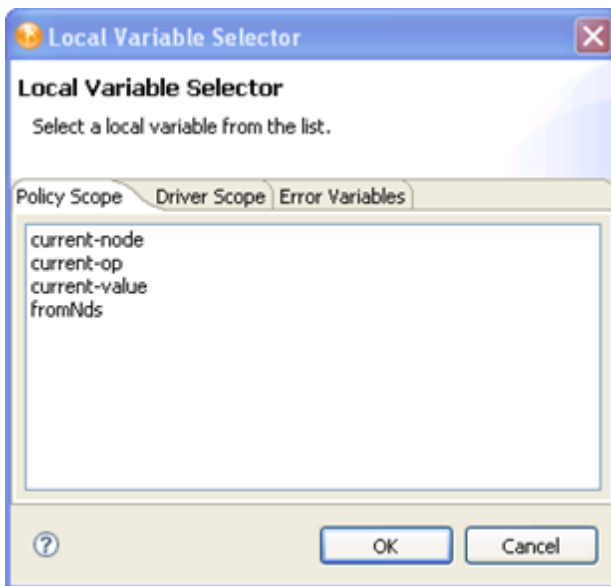 Local Variable Selector
Local Variable Selector
Select a local variable from the list.
Policy Scope Driver Scope Error Variables
current-node
current-op
current-value
fromNds
? OK Cancel